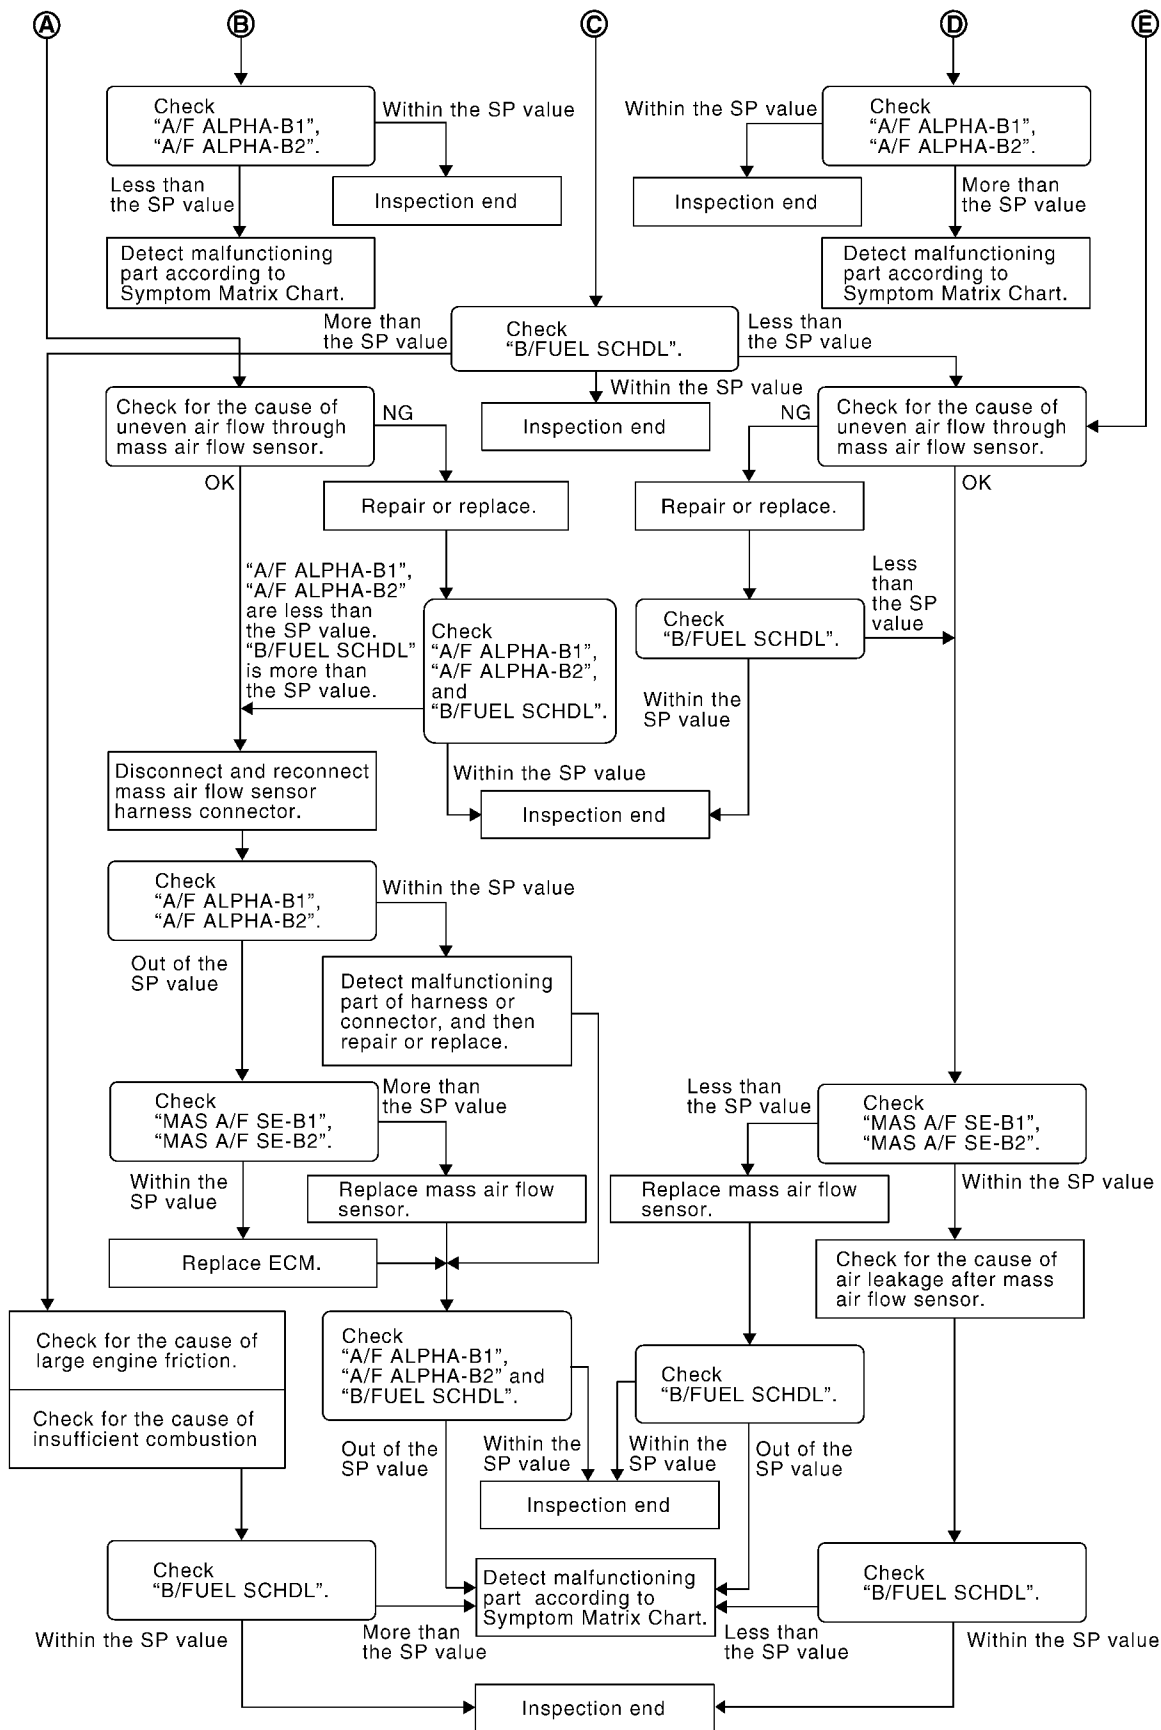 A
B
C
D
E
Check
“A/F ALPHA-B1”,
“A/F ALPHA-B2”.
Within the SP value
Less than
the SP value
Inspection end
Detect malfunctioning
part according to
Symptom Matrix Chart.
Within the SP value
Check
“A/F ALPHA-B1”,
“A/F ALPHA-B2”.
Inspection end
More than
the SP value
Detect malfunctioning
part according to
Symptom Matrix Chart.
More than
the SP value
Check
“B/FUEL SCHDL”.
Less than
the SP value
Within the SP value
Inspection end
Check for the cause of
uneven air flow through
mass air flow sensor.
NG
OK
Repair or replace.
NG
Check for the cause of
uneven air flow through
mass air flow sensor.
OK
Repair or replace.
“A/F ALPHA-B1”,
“A/F ALPHA-B2”
are less than
the SP value.
“B/FUEL SCHDL”
is more than
the SP value.
Check
“A/F ALPHA-B1”,
“A/F ALPHA-B2”,
and
“B/FUEL SCHDL”.
Check
“B/FUEL SCHDL”.
Less
than
the SP
value
Within the
SP value
Within the SP value
Inspection end
Disconnect and reconnect
mass air flow sensor
harness connector.
Check
“A/F ALPHA-B1”,
“A/F ALPHA-B2”.
Within the SP value
Out of the
SP value
Detect malfunctioning
part of harness or
connector, and then
repair or replace.
Check
“MAS A/F SE-B1”,
“MAS A/F SE-B2”.
More than
the SP value
Less than
the SP value
Check
“MAS A/F SE-B1”,
“MAS A/F SE-B2”.
Within the
SP value
Replace mass air flow
sensor.
Replace mass air flow
sensor.
Within the SP value
Replace ECM.
Check for the cause of
air leakage after mass
air flow sensor.
Check for the cause of
large engine friction.
Check for the cause of
insufficient combustion
Check
“A/F ALPHA-B1”,
“A/F ALPHA-B2” and
“B/FUEL SCHDL”.
Check
“B/FUEL SCHDL”.
Out of the
SP value
Within the
SP value
Within the
SP value
Out of the
SP value
Inspection end
Check
“B/FUEL SCHDL”.
Detect malfunctioning
part according to
Symptom Matrix Chart.
Check
“B/FUEL SCHDL”.
Within the SP value
More than
the SP value
Less than
the SP value
Within the SP value
Inspection end